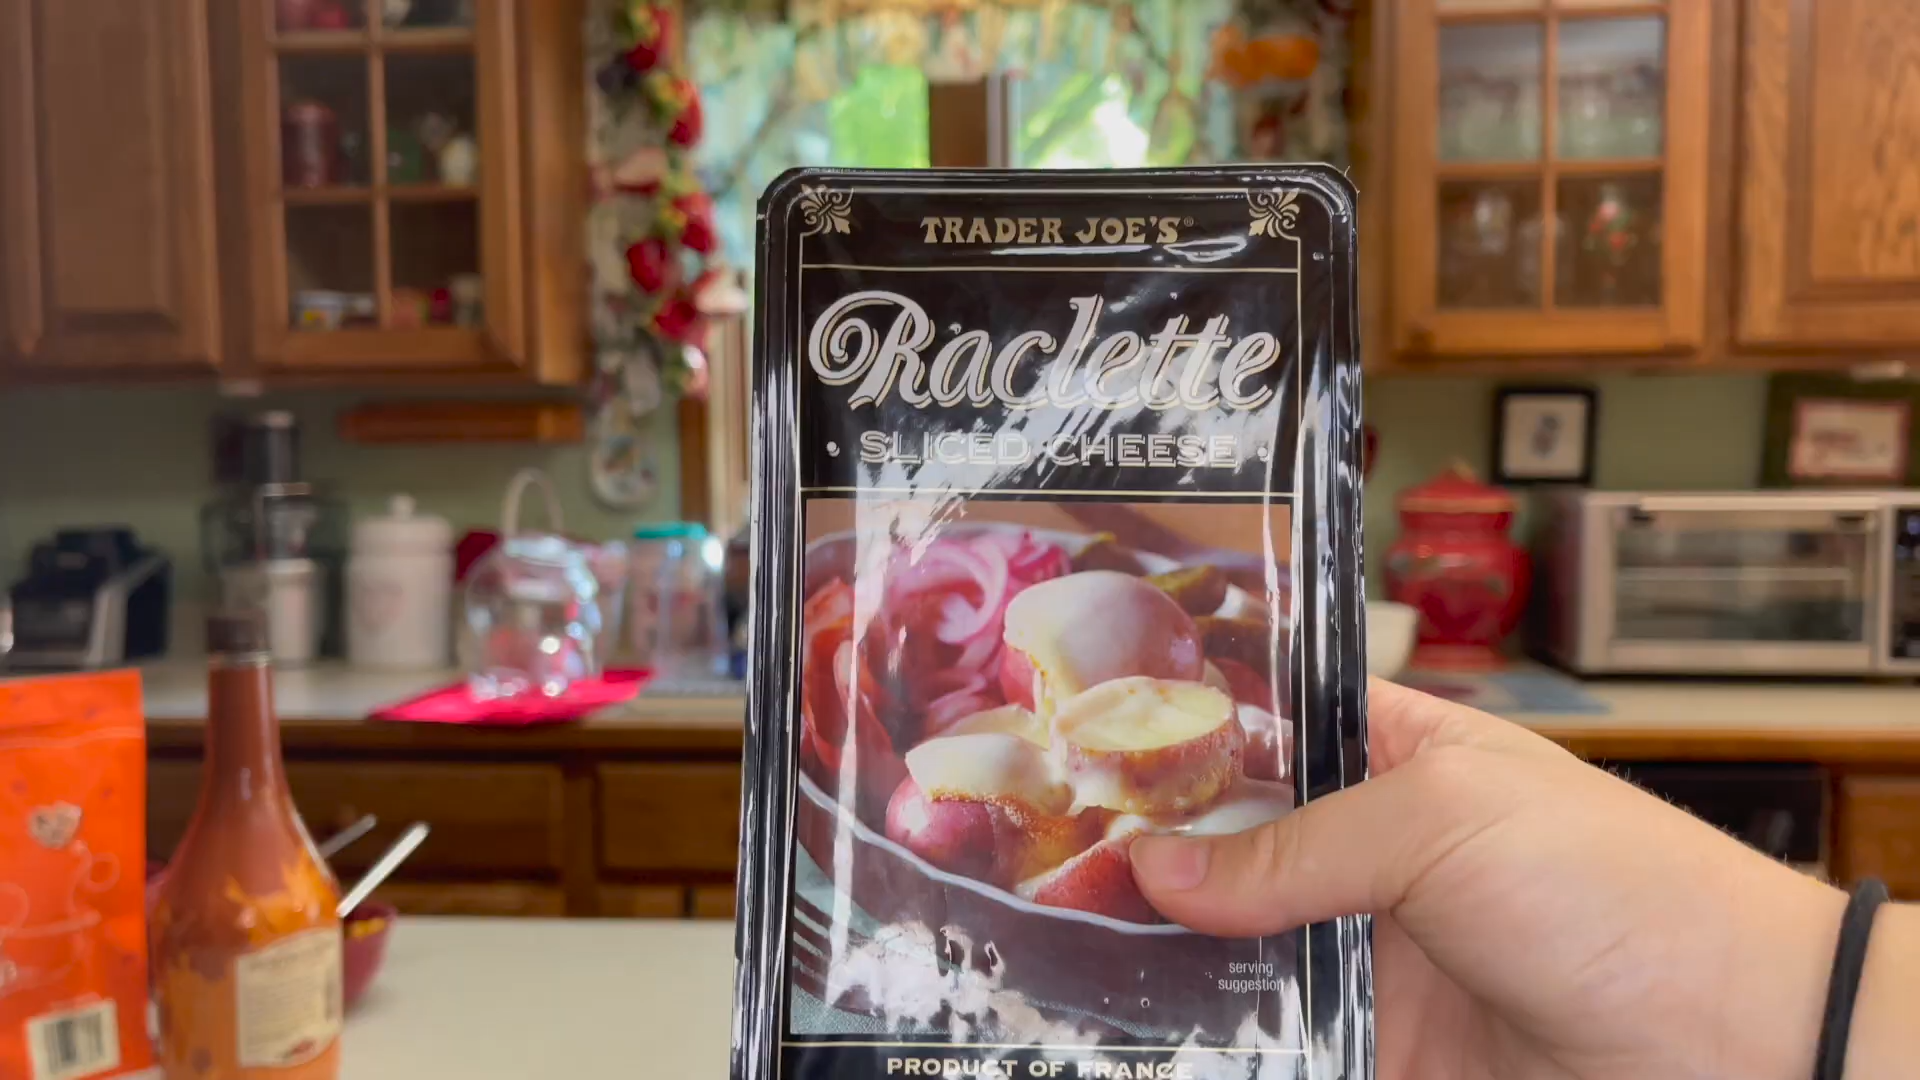 TRADER JOE'S®
Raclette
• SLICED CHEESE •
serving
suggestion
PRODUCT OF FRANCE